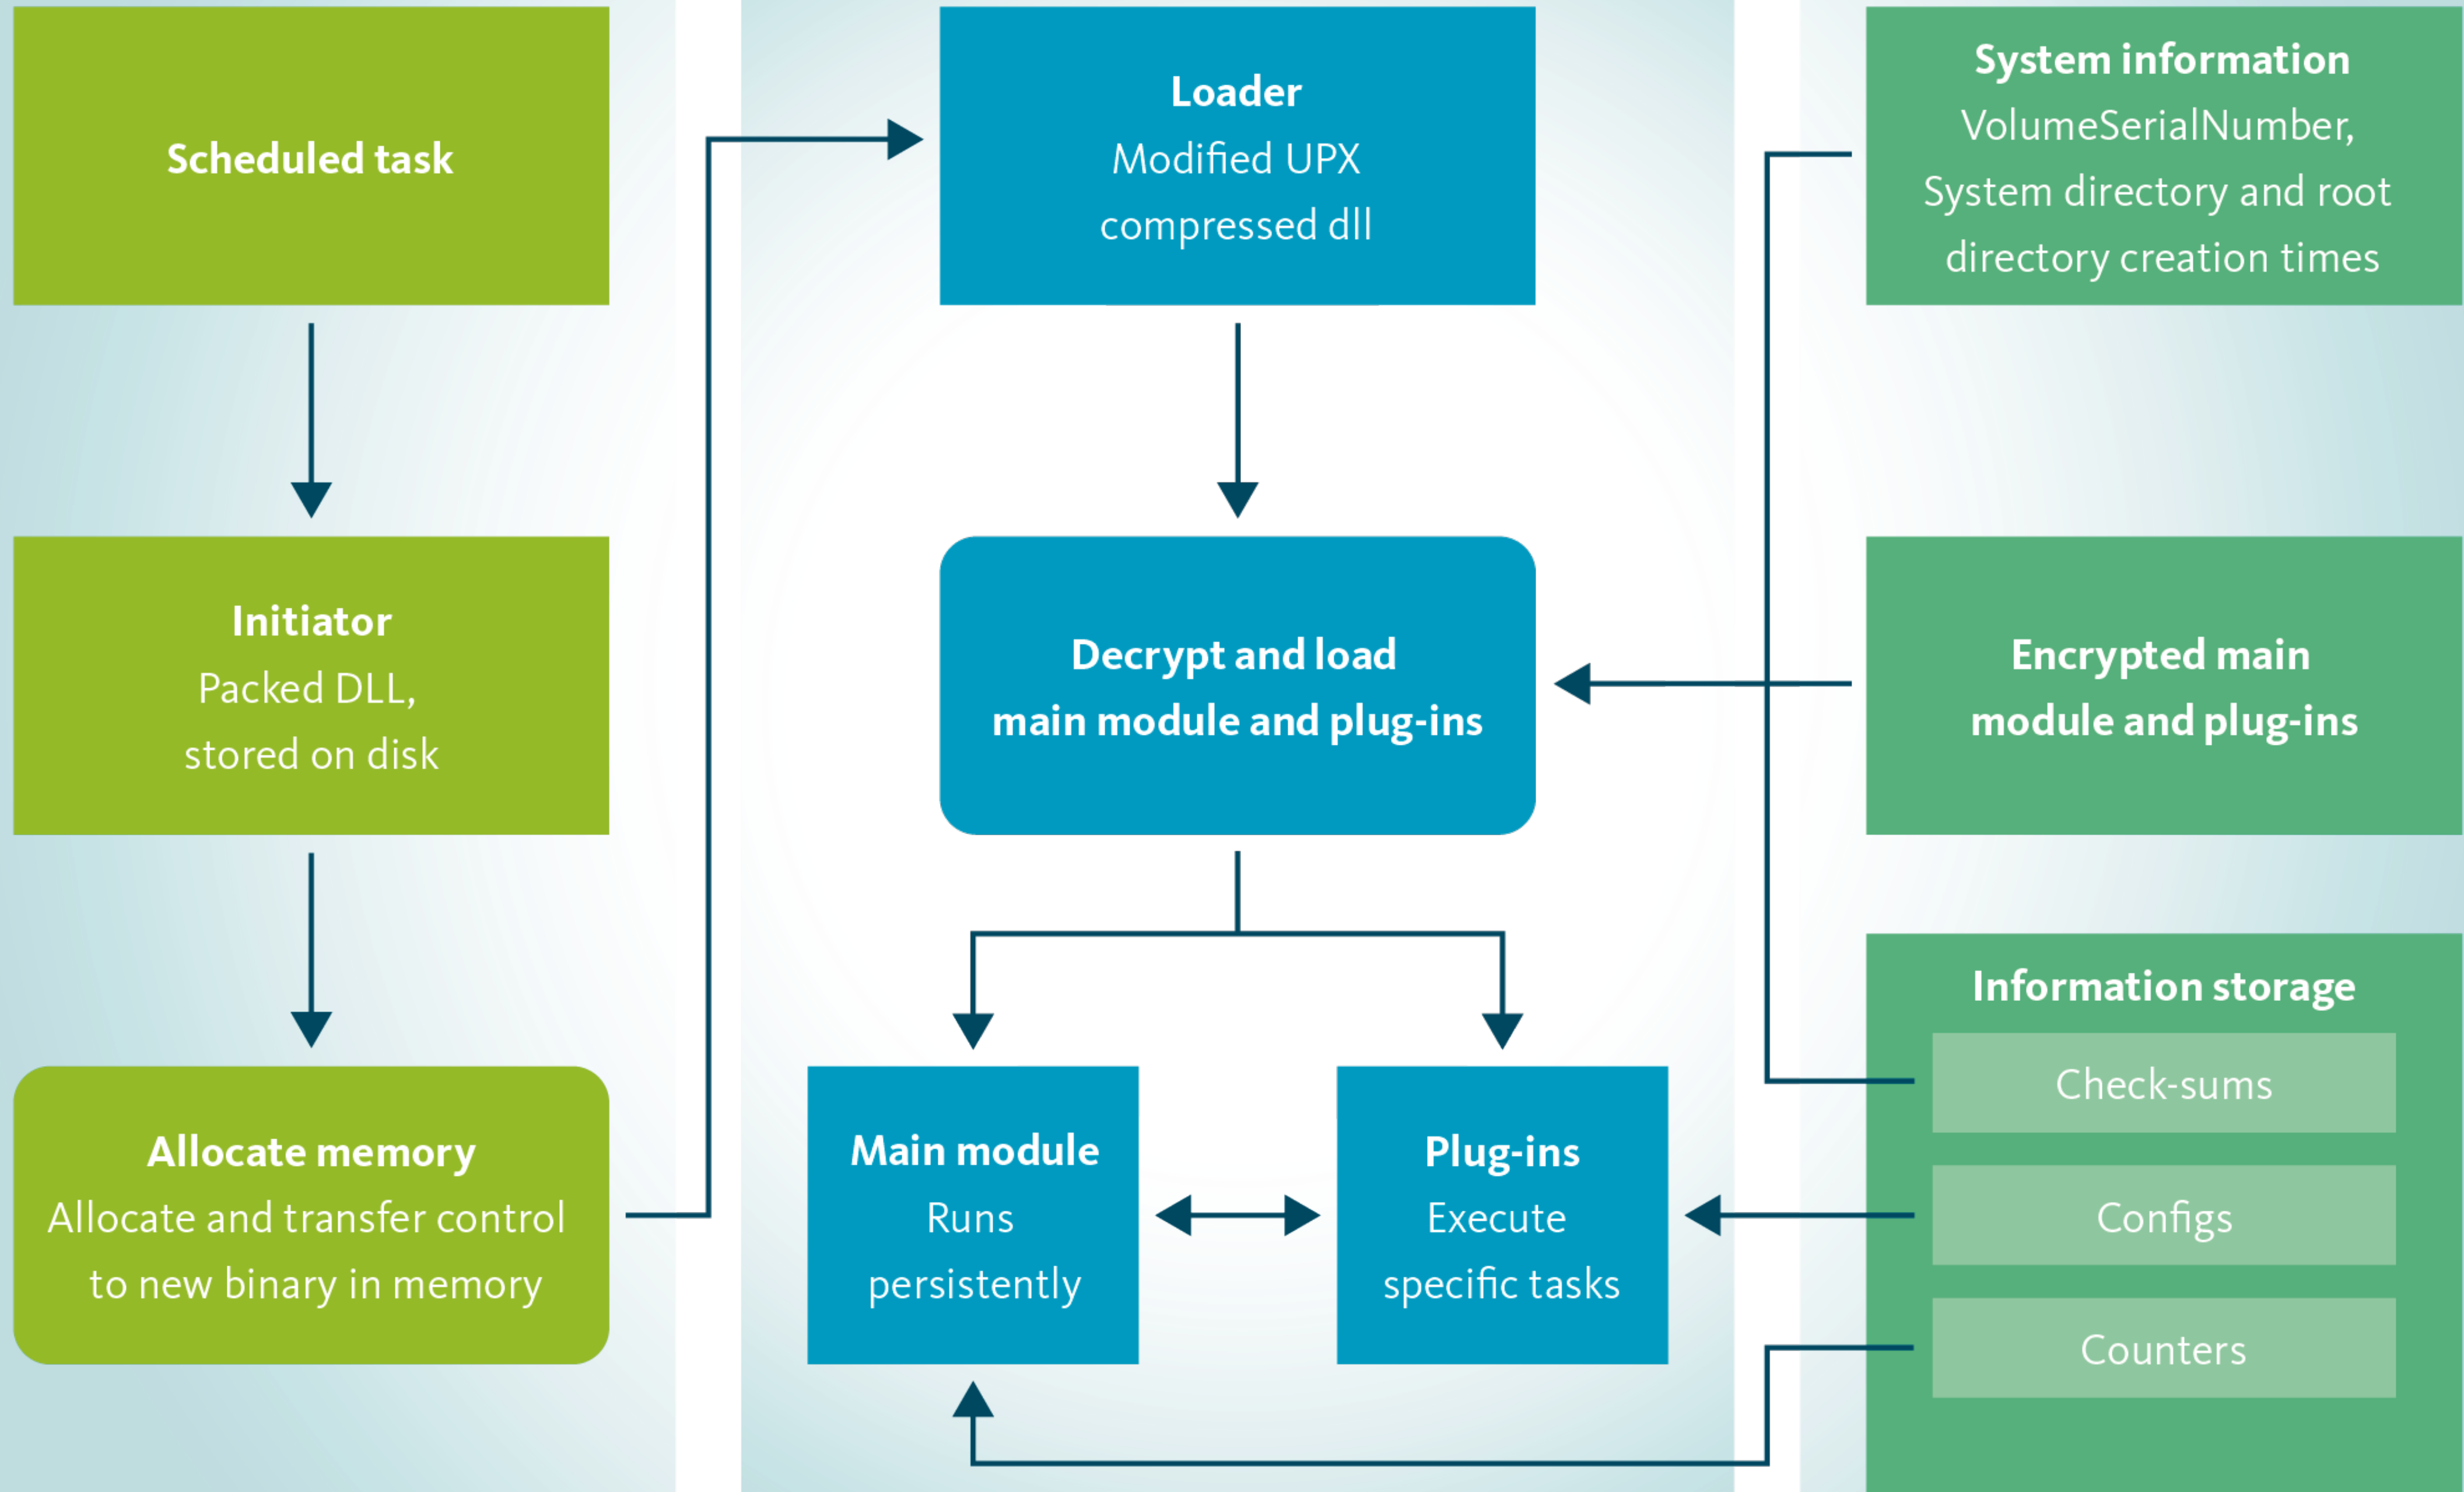 Scheduled task
Initiator
Packed DLL,
stored on disk
Allocate memory
Allocate and transfer control
to new binary in memory
Loader
Modified UPX
compressed dll
Decrypt and load
main module and plug-ins
Main module
Runs
persistently
Plug-ins
Execute
specific tasks
System information
VolumeSerialNumber,
System directory and root
directory creation times
Encrypted main
module and plug-ins
Information storage
Check-sums
Configs
Counters